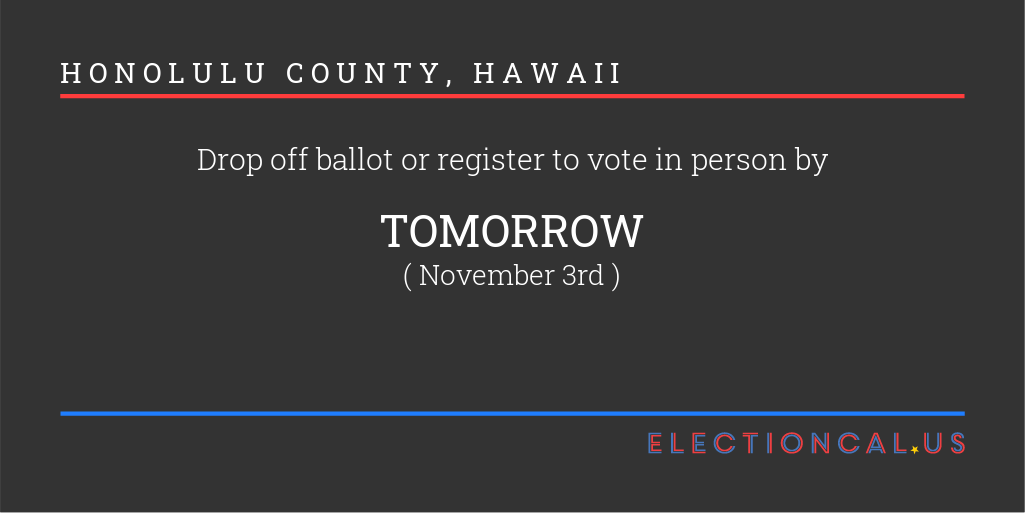 HONOLULU COUNTY, HAWAII
Drop off ballot or register to vote in person by
TOMORROW
( November 3rd )
ELECTIONCAL.US